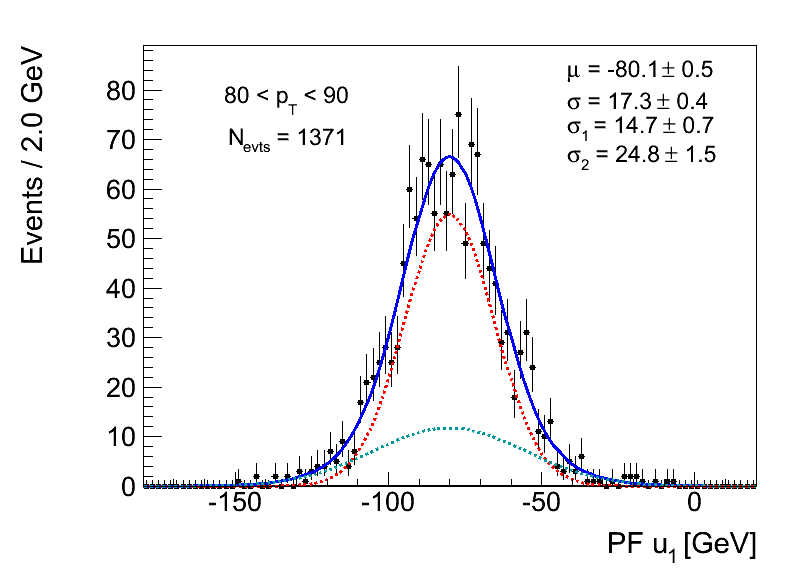 Events / 2.0 GeV
80 < p_T < 90
N_evts = 1371
μ = -80.1 ± 0.5
σ = 17.3 ± 0.4
σ_1 = 14.7 ± 0.7
σ_2 = 24.8 ± 1.5
80
70
60
50
40
30
20
10
0
-150 -100 -50 0
PF u_1 [GeV]